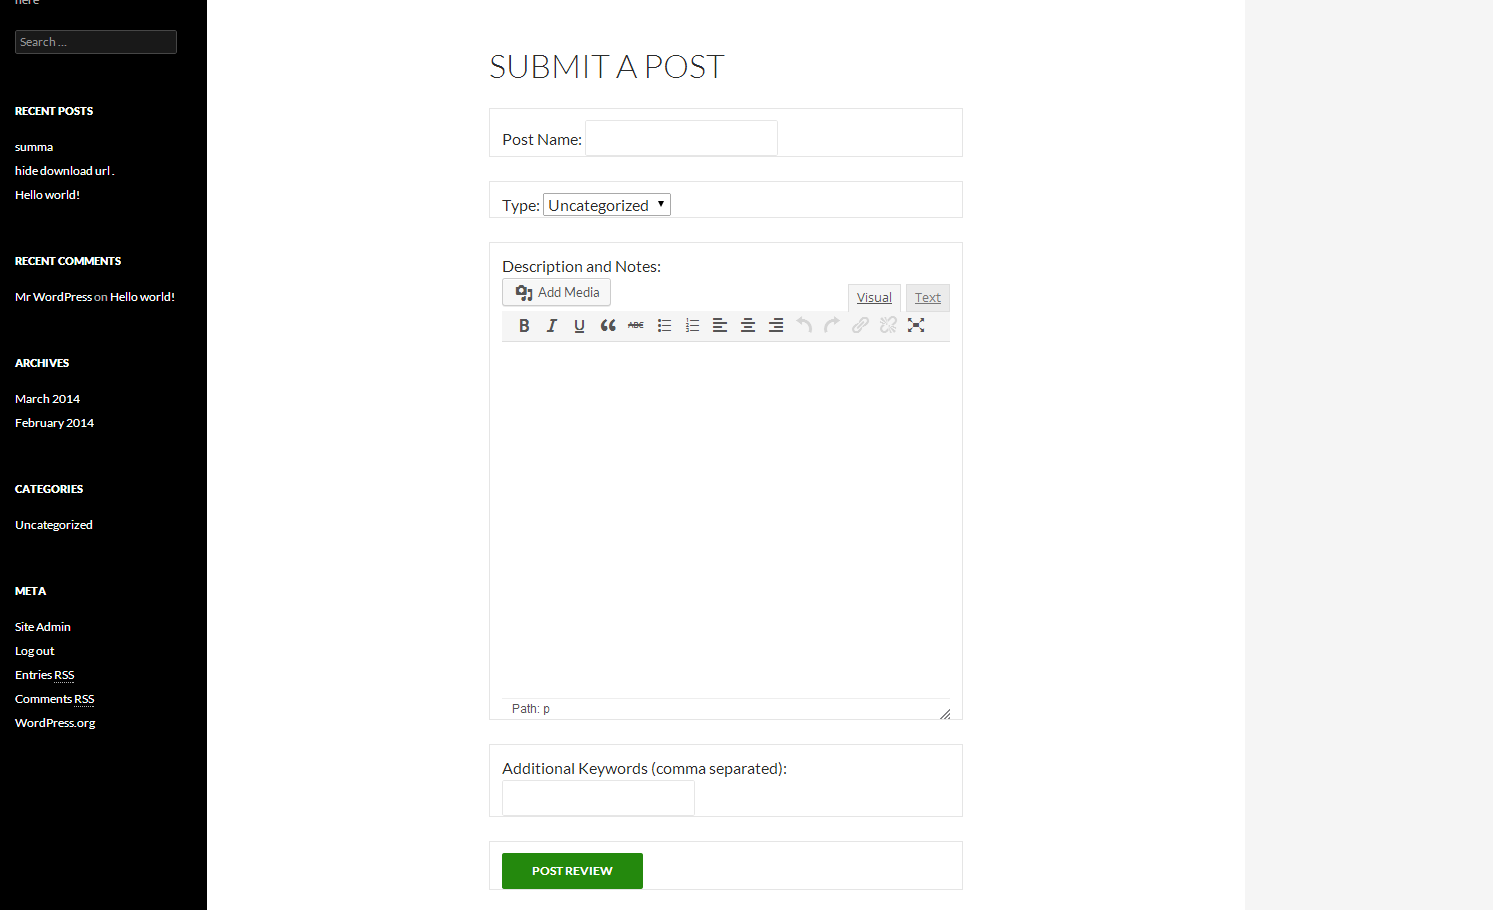 here
Search ...
RECENT POSTS
summa
hide download url .
Hello world!
RECENT COMMENTS
Mr WordPress on Hello world!
ARCHIVES
March 2014
February 2014
CATEGORIES
Uncategorized
META
Site Admin
Log out
Entries RSS
Comments RSS
WordPress.org
SUBMIT A POST
Post Name:
Type: Uncategorized
Description and Notes:
Add Media
Visual Text
B I U ABC
Path: p
Additional Keywords (comma separated):
POST REVIEW